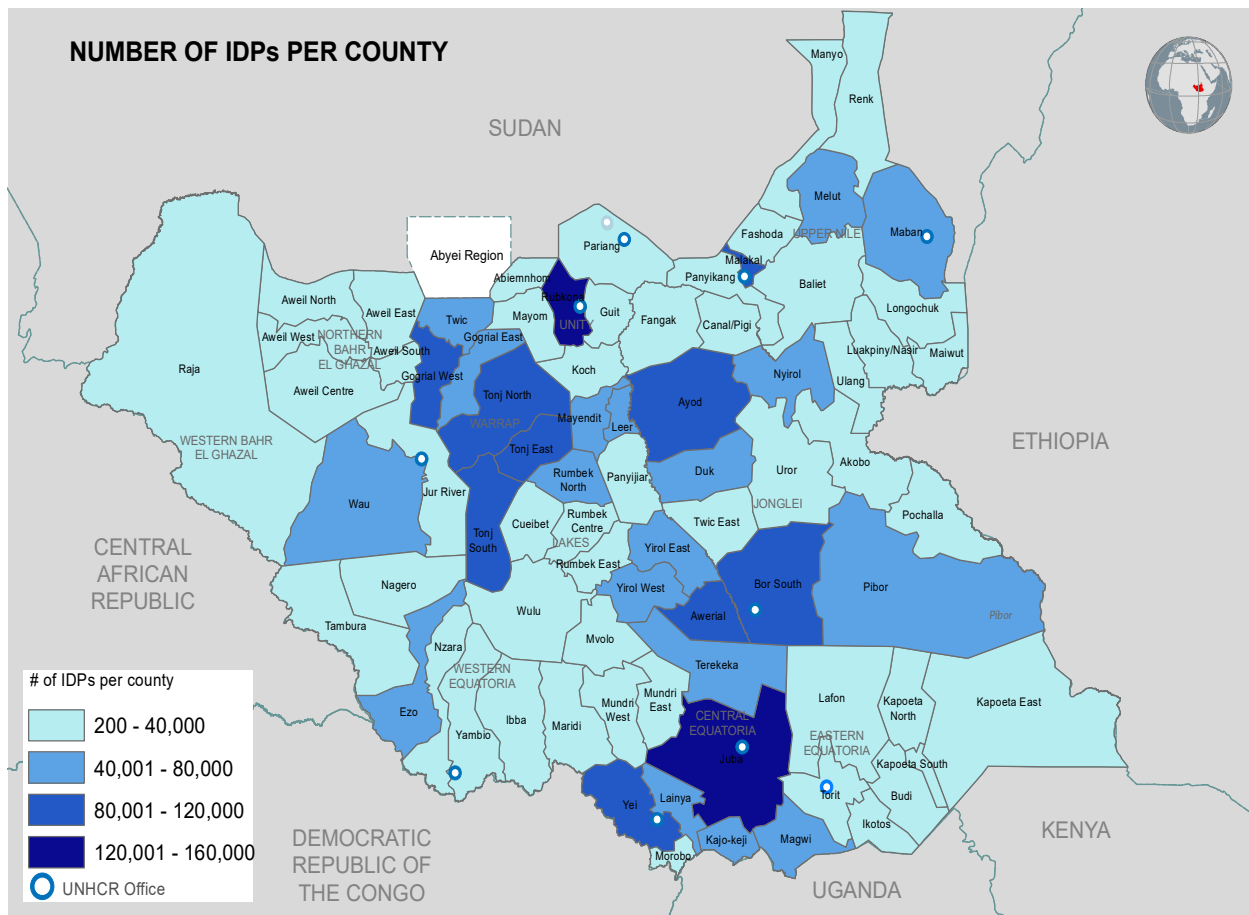 NUMBER OF IDPs PER COUNTY
Manyo
Renk
SUDAN
Melut
Maban
UPPER NILE
Fashoda
Pariang
Abyei Region
Malakal
Panyikang
Baliet
Abiemnhom
Rubkona
Longochuk
Aweil North
Aweil East
Twic
Mayom
Guit
UNITY
Fangak
Canal/Pigi
Aweil West
NORTHERN
BAHR
EL GHAZAL
Aweil South
Gogrial East
Luakpiny/Nasir
Maiwut
Raja
Aweil Centre
Gogrial West
Koch
Nyirol
Ulang
Tonj North
Ayod
WARRAP
Mayendit
Leer
ETHIOPIA
WESTERN BAHR
EL GHAZAL
Tonj East
Rumbek
North
Panyijiar
Duk
Uror
Akobo
Wau
Jur River
JONGLEI
Pochalla
Cueibet
Rumbek
Centre
LAKES
Twic East
Tonj
South
Rumbek East
Yirol East
CENTRAL
AFRICAN
REPUBLIC
Nagero
Yirol West
Bor South
Pibor
Pibor
Wulu
Awerial
Tambura
Mvolo
Nzara
WESTERN
EQUATORIA
Terekeka
# of IDPs per county
200 - 40,000
40,001 - 80,000
80,001 - 120,000
120,001 - 160,000
UNHCR Office
Ezo
Yambio
Ibba
Maridi
Mundri
West
Mundri
East
CENTRAL
EQUATORIA
Juba
Lafon
Kapoeta
North
Kapoeta East
EASTERN
EQUATORIA
Kapoeta South
Torit
Budi
Ikotos
Yei
Lainya
Kajo-keji
Magwi
Morobo
KENYA
DEMOCRATIC
REPUBLIC OF
THE CONGO
UGANDA